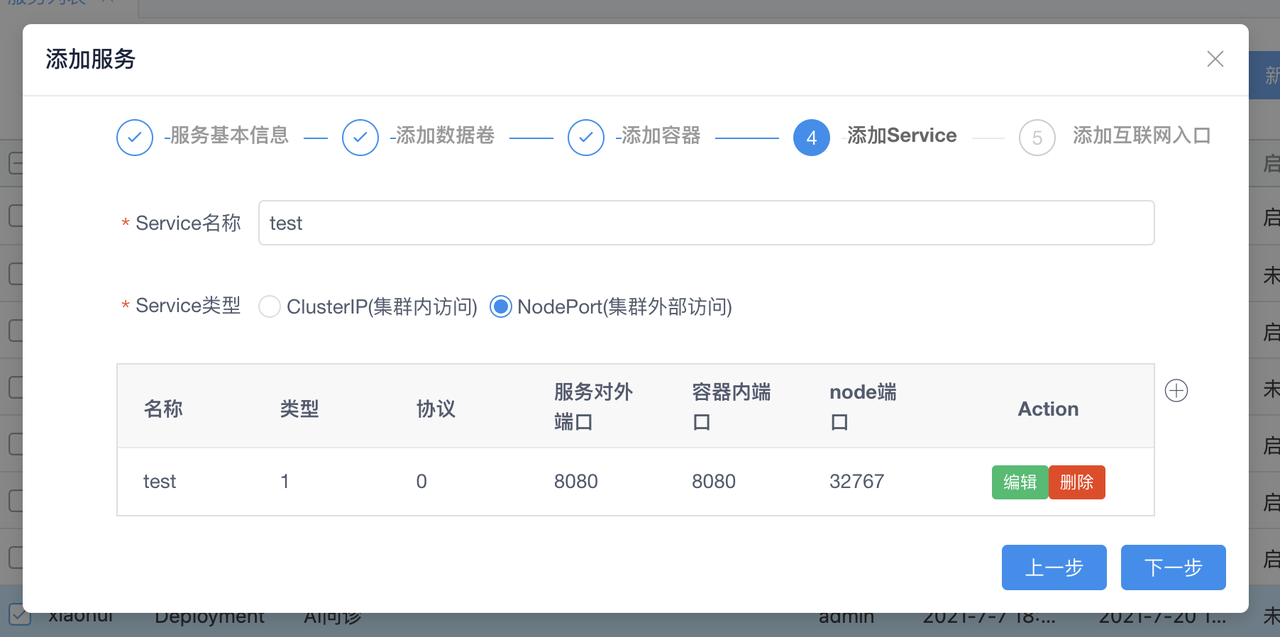 添加服务
新
-服务基本信息
-添加数据卷
-添加容器
4
添加Service
5
添加互联网入口
启
* Service名称
test
启
* Service类型
ClusterIP(集群内访问)
NodePort(集群外部访问)
未
启
名称
类型
协议
服务对外
端口
容器内端
口
node端
口
Action
未
test
1
0
8080
8080
32767
编辑
删除
启
启
上一步
下一步
启
xiaohui
Deployment
AI问诊
admin
2021-7-7 18:...
2021-7-20 1...
未